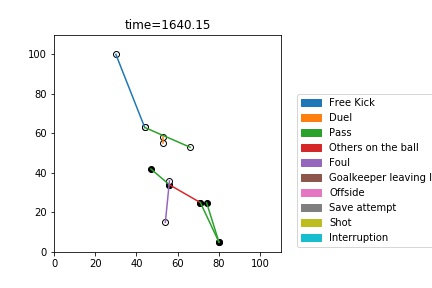 time=1640.15
100
80
60
40
20
0
0 20 40 60 80 100
Free Kick
Duel
Pass
Others on the ball
Foul
Goalkeeper leaving l
Offside
Save attempt
Shot
Interruption